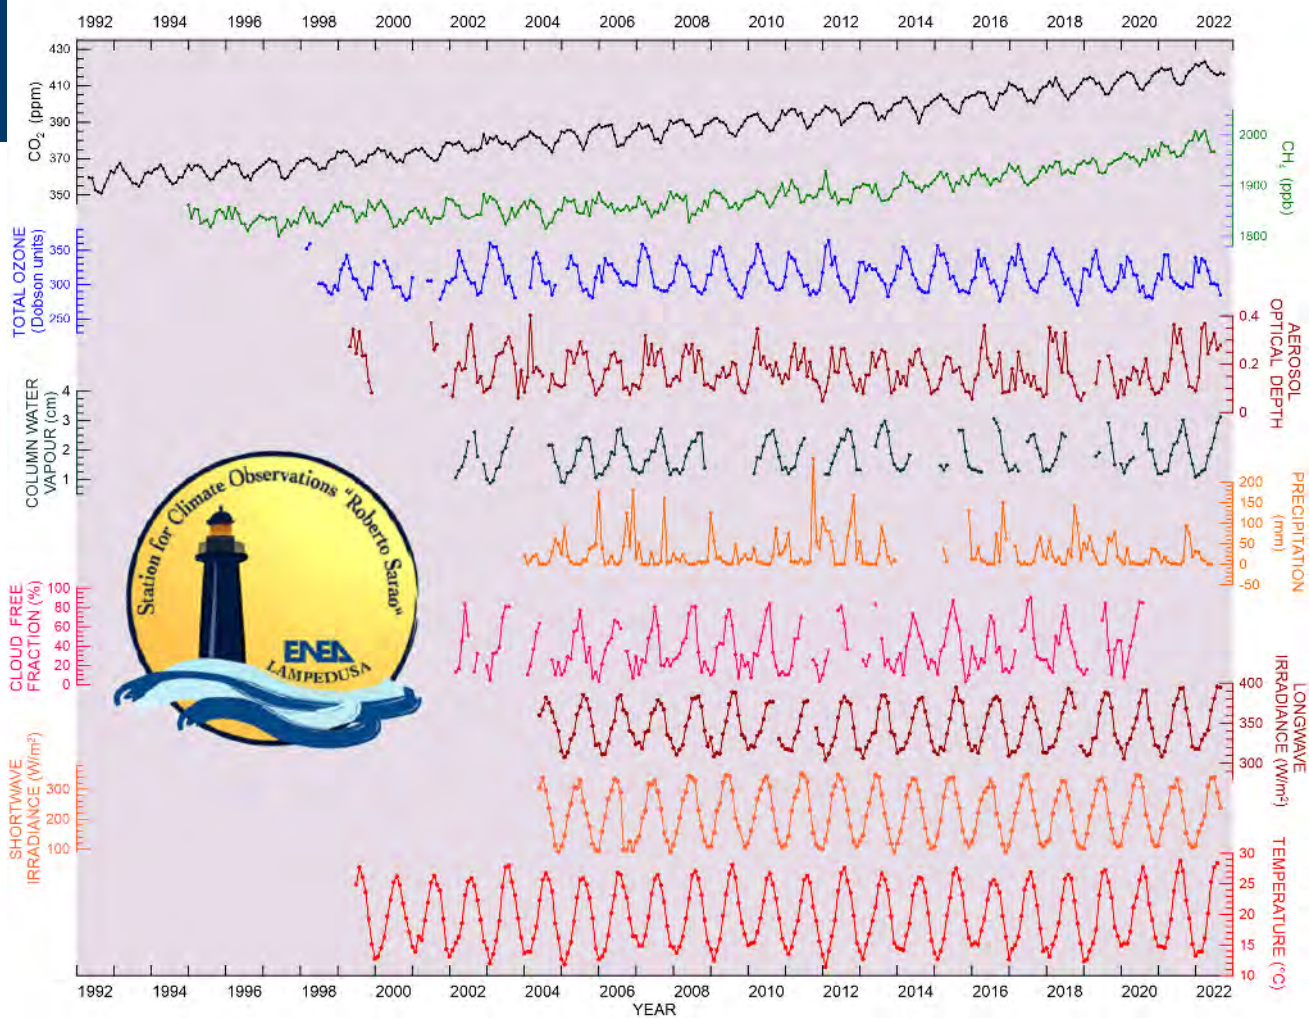 1992 1994 1996 1998 2000 2002 2004 2006 2008 2010 2012 2014 2016 2018 2020 2022
430
410
390
370
350
CO₂ (ppm)
2000
1900
1800
CH₄ (ppb)
TOTAL OZONE
(Dobson units)
350
300
250
0.4
0.2
0
AEROSOL
OPTICAL DEPTH
COLUMN WATER
VAPOUR (cm)
4
3
2
1
PRECIPITATION
(mm)
200
150
100
50
0
-50
Station for Climate Observations "Roberto Sarao"
ENEA
LAMPEDUSA
CLOUD FREE
FRACTION (%)
100
80
60
40
20
0
400
350
300
LONGWAVE
IRRADIANCE (W/m²)
SHORTWAVE
IRRADIANCE (W/m²)
300
200
100
30
25
20
15
10
TEMPERATURE (°C)
1992 1994 1996 1998 2000 2002 2004 2006 2008 2010 2012 2014 2016 2018 2020 2022
YEAR